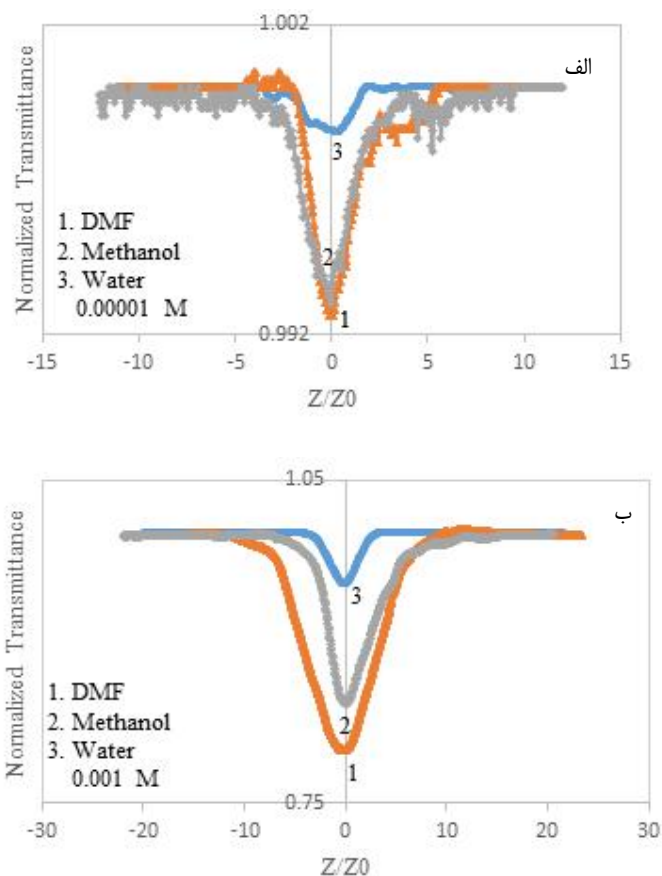 1.002
الف
3
1. DMF
2. Methanol
3. Water
0.00001 M
2
1
0.992
-15 -10 -5 0 5 10 15
Z/Z0
Normalized Transmittance
1.05
ب
3
1. DMF
2. Methanol
3. Water
0.001 M
2
1
0.75
-30 -20 -10 0 10 20 30
Z/Z0
Normalized Transmittance